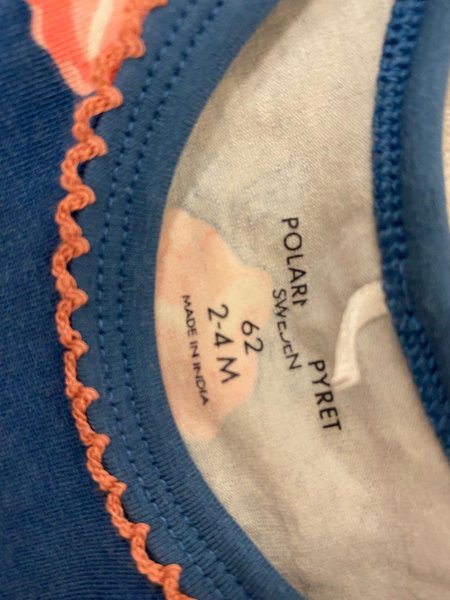 POLARN PYRET
SWEDEN
62
2-4 M
MADE IN INDIA